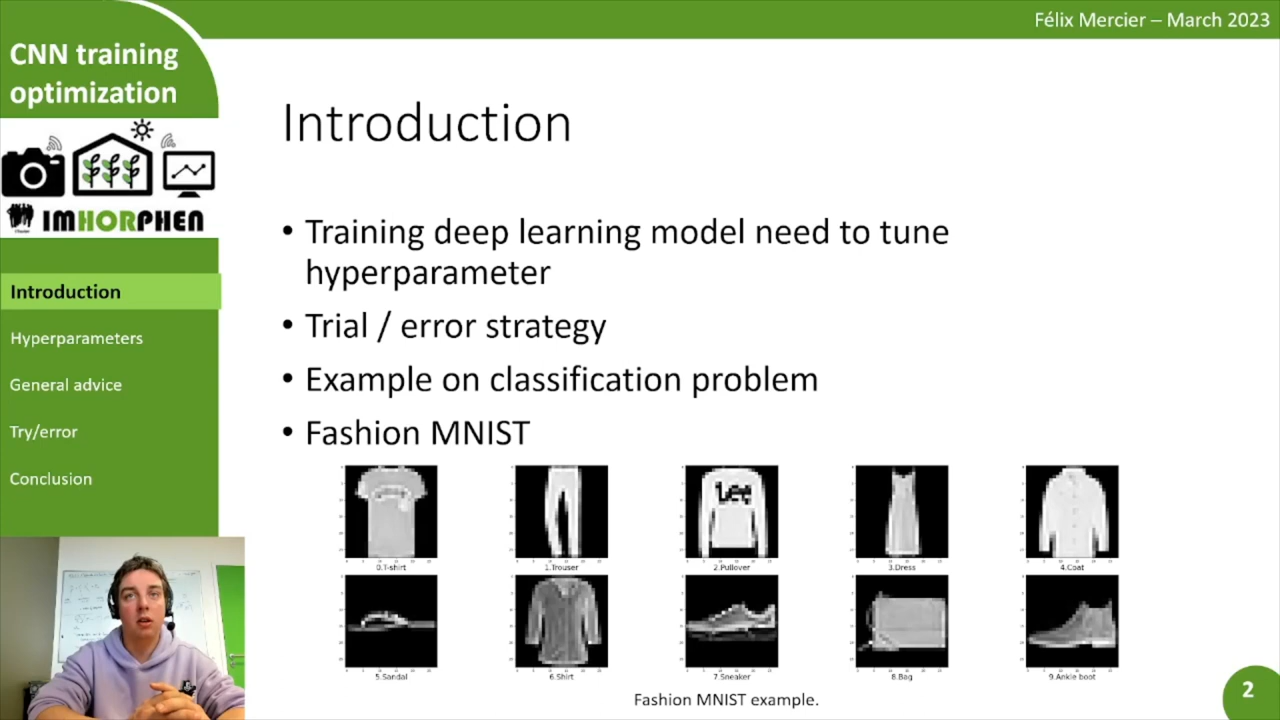 Félix Mercier – March 2023
CNN training
optimization
IMHORPHEN
Introduction
Hyperparameters
General advice
Try/error
Conclusion
Introduction
• Training deep learning model need to tune
hyperparameter
• Trial / error strategy
• Example on classification problem
• Fashion MNIST
Lee
0.T-shirt
1.Trouser
2.Pullover
3.Dress
4.Coat
5.Sandal
6.Shirt
7.Sneaker
8.Bag
9.Ankle boot
Fashion MNIST example.
2